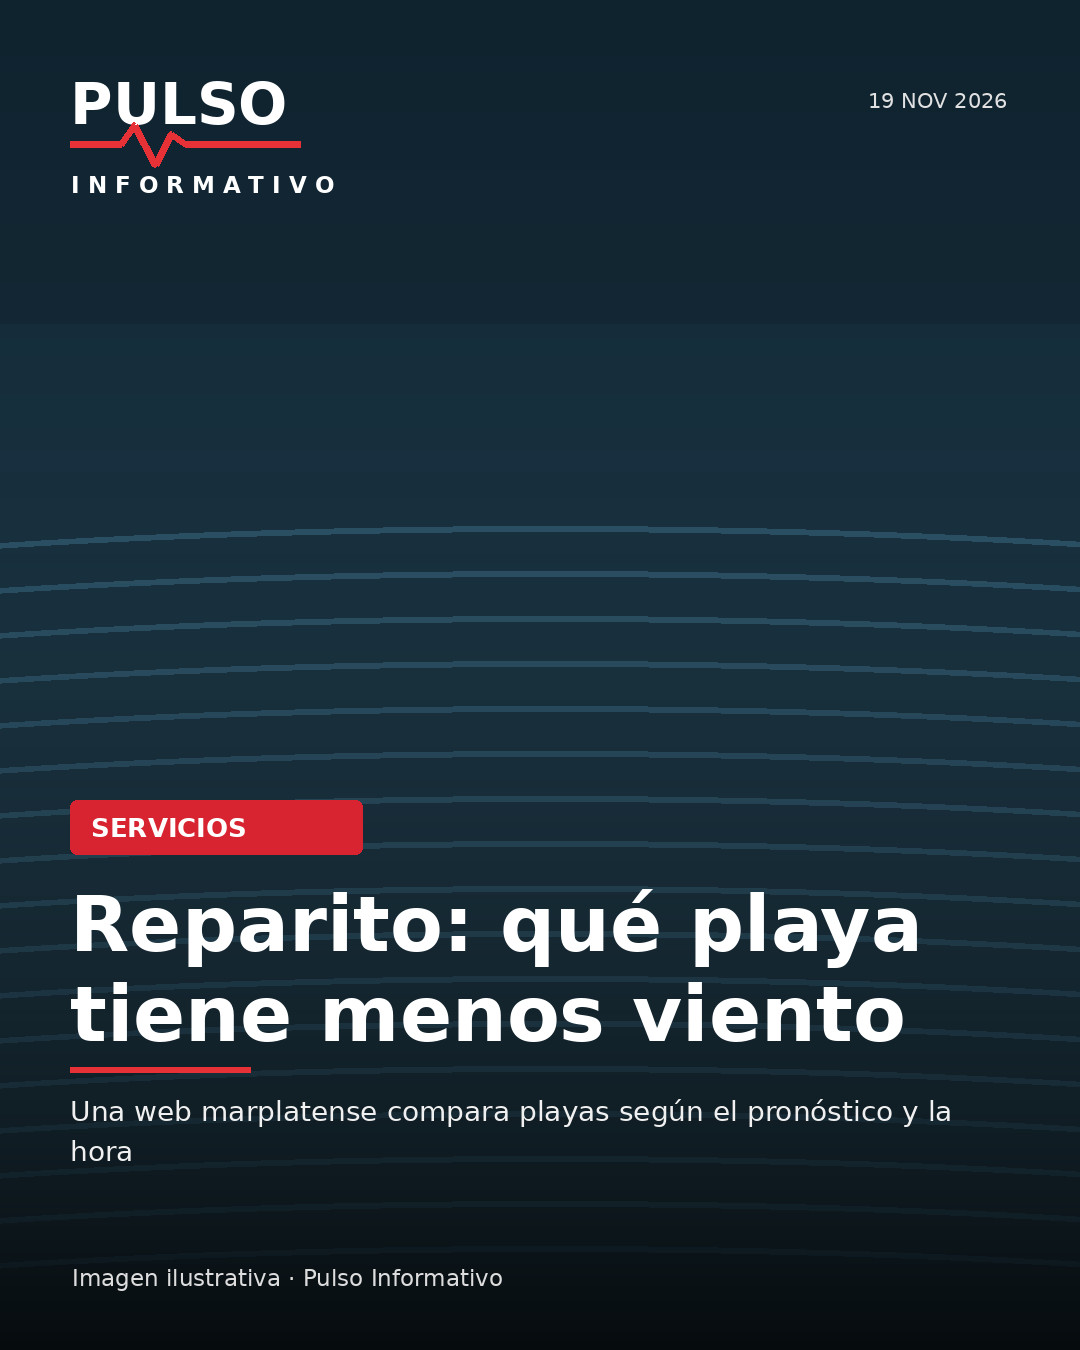 PULSO
INFORMATIVO
19 NOV 2026
SERVICIOS
Reparito: qué playa
tiene menos viento
Una web marplatense compara playas según el pronóstico y la
hora
Imagen ilustrativa · Pulso Informativo